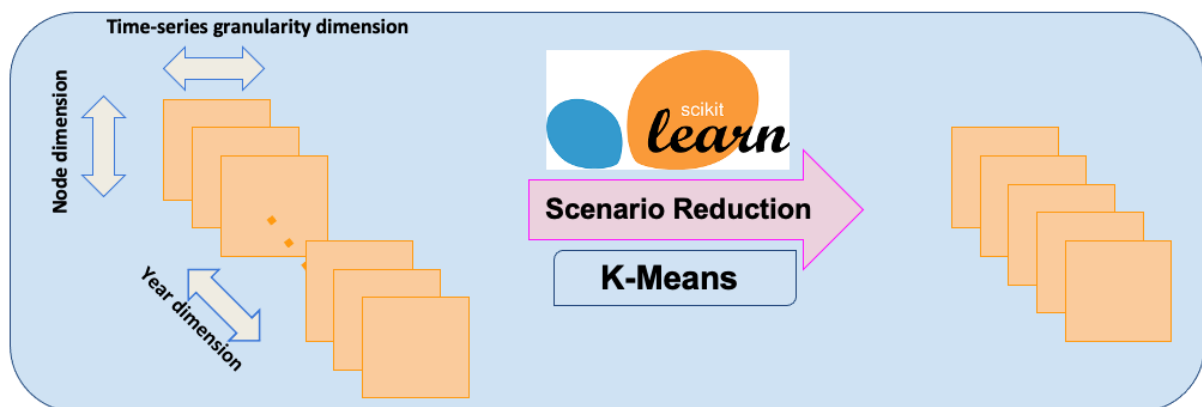 Time-series granularity dimension
Node dimension
Year dimension
scikit
learn
Scenario Reduction
K-Means